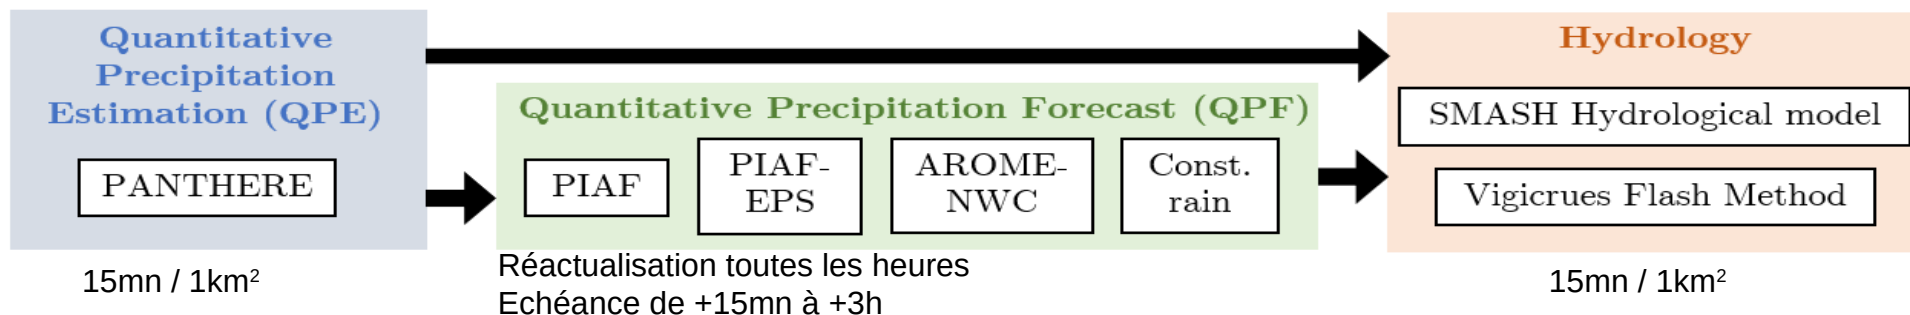 Quantitative
Precipitation
Estimation (QPE)
PANTHERE
15mn / 1km²
Quantitative Precipitation Forecast (QPF)
PIAF
PIAF-
EPS
AROME-
NWC
Const.
rain
Réactualisation toutes les heures
Echéance de +15mn à +3h
Hydrology
SMASH Hydrological model
Vigicrues Flash Method
15mn / 1km²